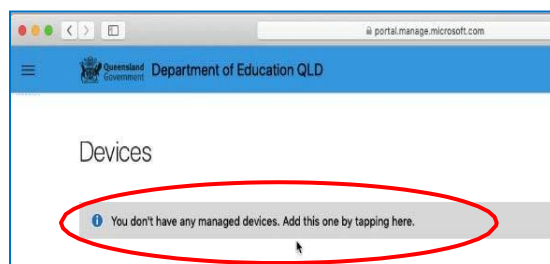 portal.manage.microsoft.com
Queensland
Government
Department of Education QLD
Devices
You don't have any managed devices. Add this one by tapping here.